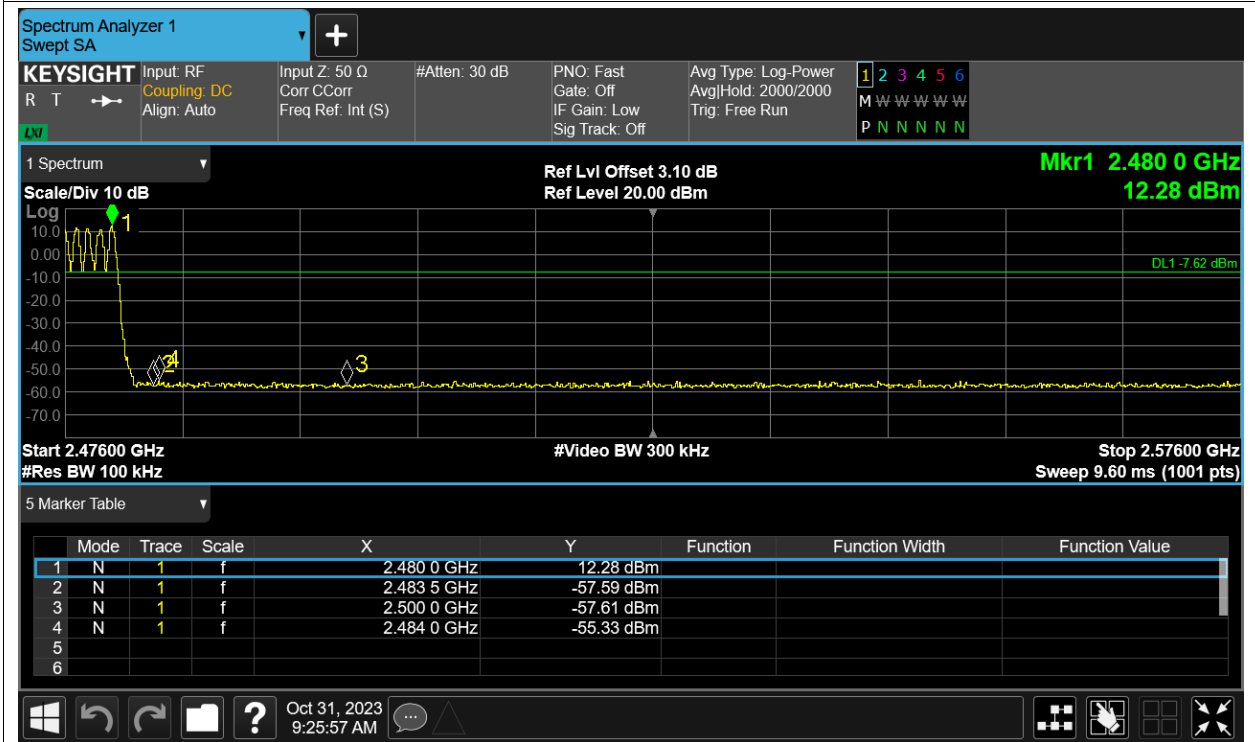 Spectrum Analyzer 1
Swept SA
KEYSIGHT Input: RF Input Z: 50 Ω #Atten: 30 dB PNO: Fast Avg Type: Log-Power 1 2 3 4 5 6
R T Coupling: DC Corr CCorr Gate: Off Avg|Hold: 2000/2000 M W W W W W
Align: Auto Freq Ref: Int (S) IF Gain: Low Trig: Free Run
LXI Sig Track: Off P N N N N N
1 Spectrum Ref Lvl Offset 3.10 dB Mkr1 2.480 0 GHz
Scale/Div 10 dB Ref Level 20.00 dBm 12.28 dBm
Log
1
10.0
0.00
DL1 -7.62 dBm
-10.0
-20.0
-30.0
-40.0
2 4 3
-50.0
-60.0
-70.0
Start 2.47600 GHz #Video BW 300 kHz Stop 2.57600 GHz
#Res BW 100 kHz Sweep 9.60 ms (1001 pts)
5 Marker Table
Mode Trace Scale X Y Function Function Width Function Value
1 N 1 f 2.480 0 GHz 12.28 dBm
2 N 1 f 2.483 5 GHz -57.59 dBm
3 N 1 f 2.500 0 GHz -57.61 dBm
4 N 1 f 2.484 0 GHz -55.33 dBm
5
6
? Oct 31, 2023
9:25:57 AM